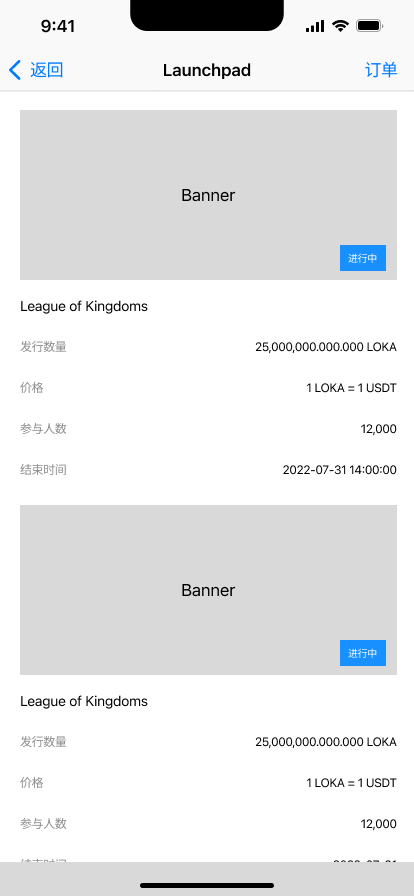 9:41
返回 Launchpad 订单
Banner
进行中
League of Kingdoms
发行数量 25,000,000.000.000 LOKA
价格 1 LOKA = 1 USDT
参与人数 12,000
结束时间 2022-07-31 14:00:00
Banner
进行中
League of Kingdoms
发行数量 25,000,000.000.000 LOKA
价格 1 LOKA = 1 USDT
参与人数 12,000